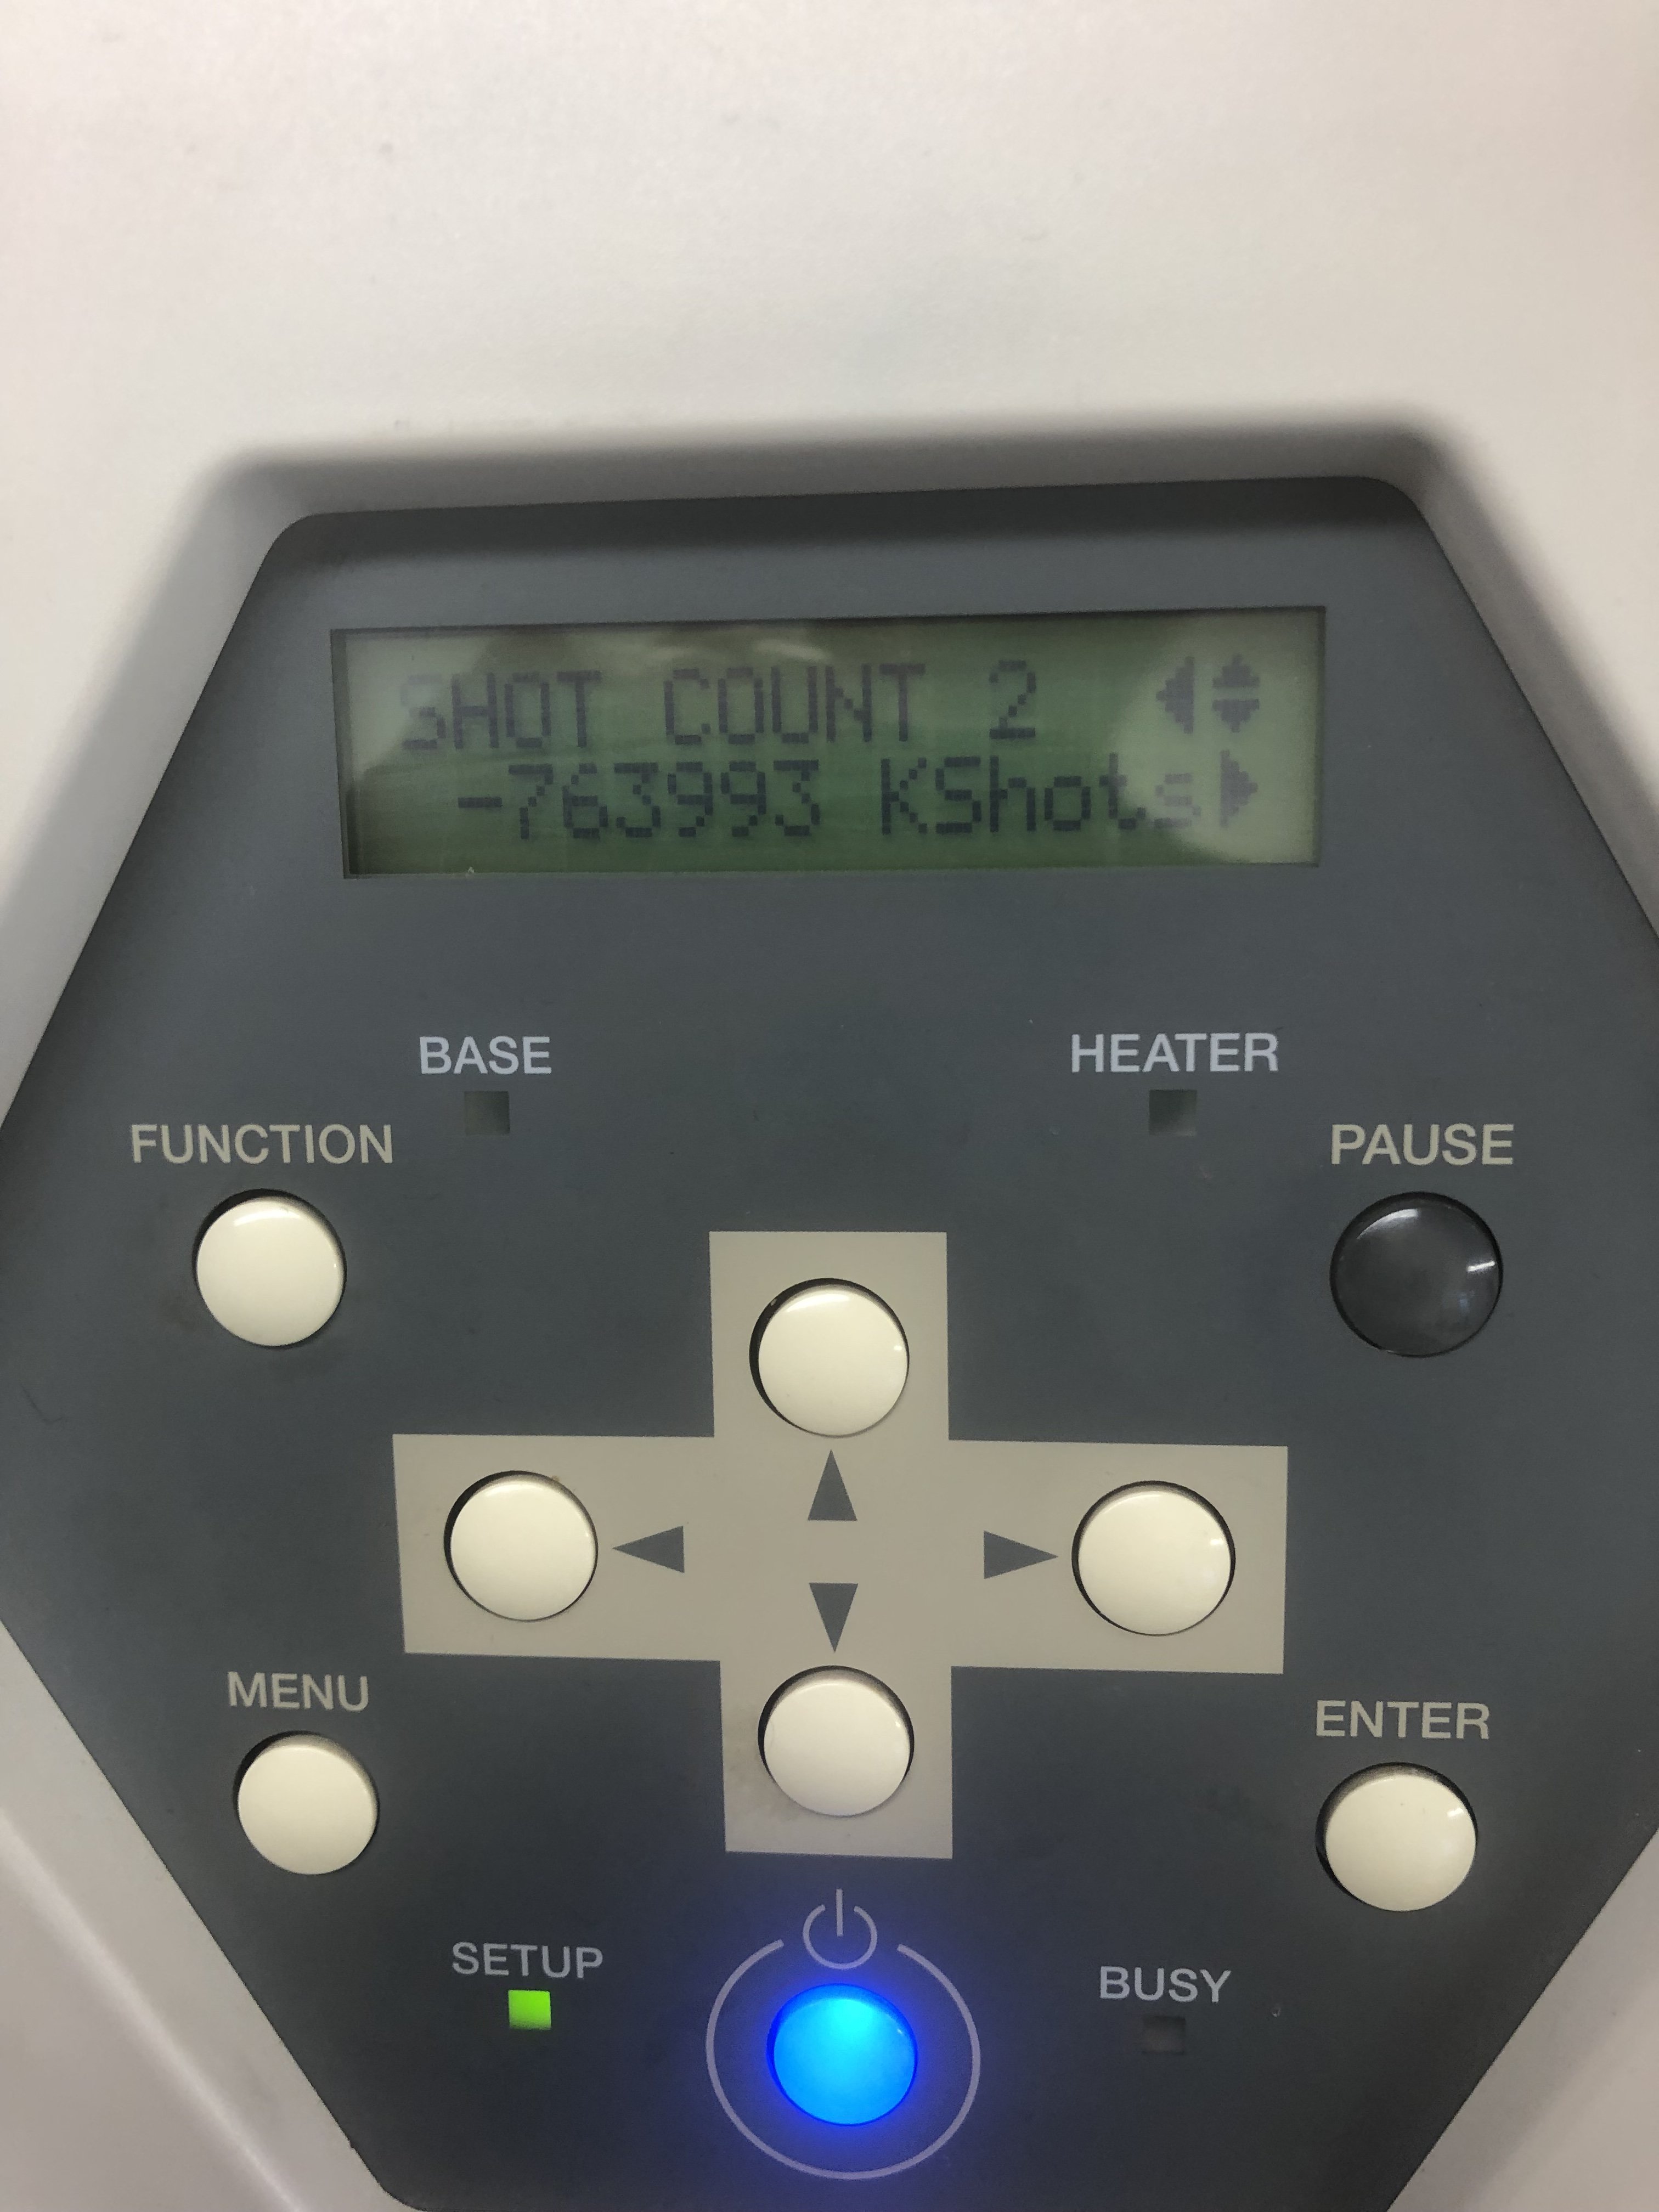 SHOT COUNT 2
-763993 KShots
BASE
HEATER
FUNCTION
PAUSE
MENU
ENTER
SETUP
BUSY